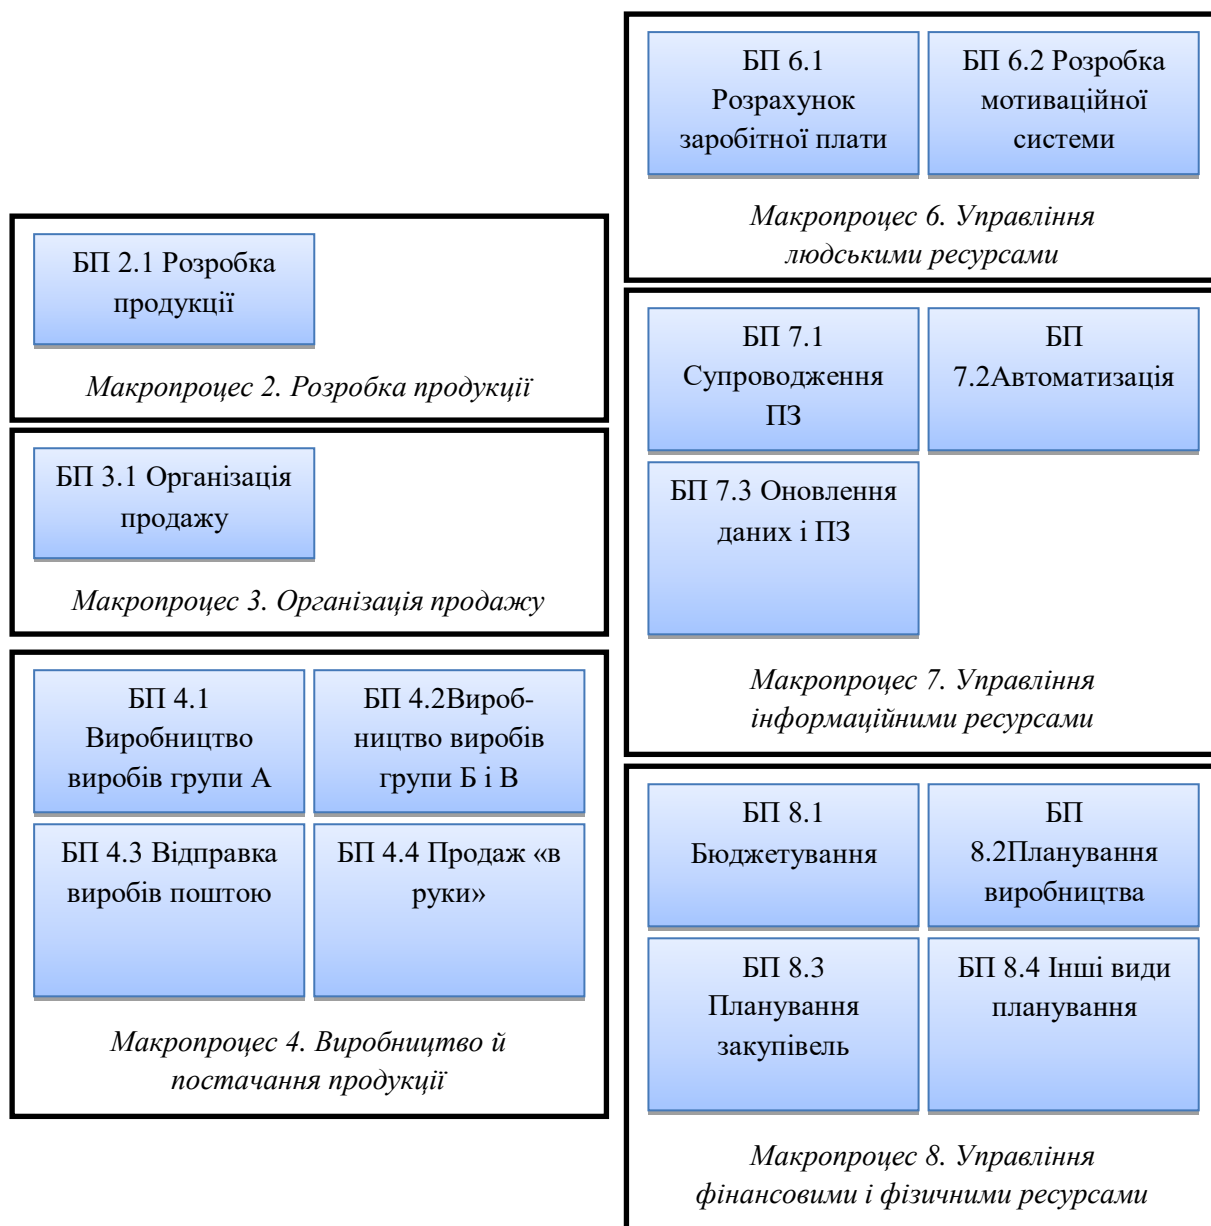 БП 2.1 Розробка
продукції
Макропроцес 2. Розробка продукції
БП 3.1 Організація
продажу
Макропроцес 3. Організація продажу
БП 4.1
Виробництво
виробів групи А
БП 4.2Вироб-
ництво виробів
групи Б і В
БП 4.3 Відправка
виробів поштою
БП 4.4 Продаж «в
руки»
Макропроцес 4. Виробництво й
постачання продукції
БП 6.1
Розрахунок
заробітної плати
БП 6.2 Розробка
мотиваційної
системи
Макропроцес 6. Управління
людськими ресурсами
БП 7.1
Супроводження
ПЗ
БП
7.2Автоматизація
БП 7.3 Оновлення
даних і ПЗ
Макропроцес 7. Управління
інформаційними ресурсами
БП 8.1
Бюджетування
БП
8.2Планування
виробництва
БП 8.3
Планування
закупівель
БП 8.4 Інші види
планування
Макропроцес 8. Управління
фінансовими і фізичними ресурсами